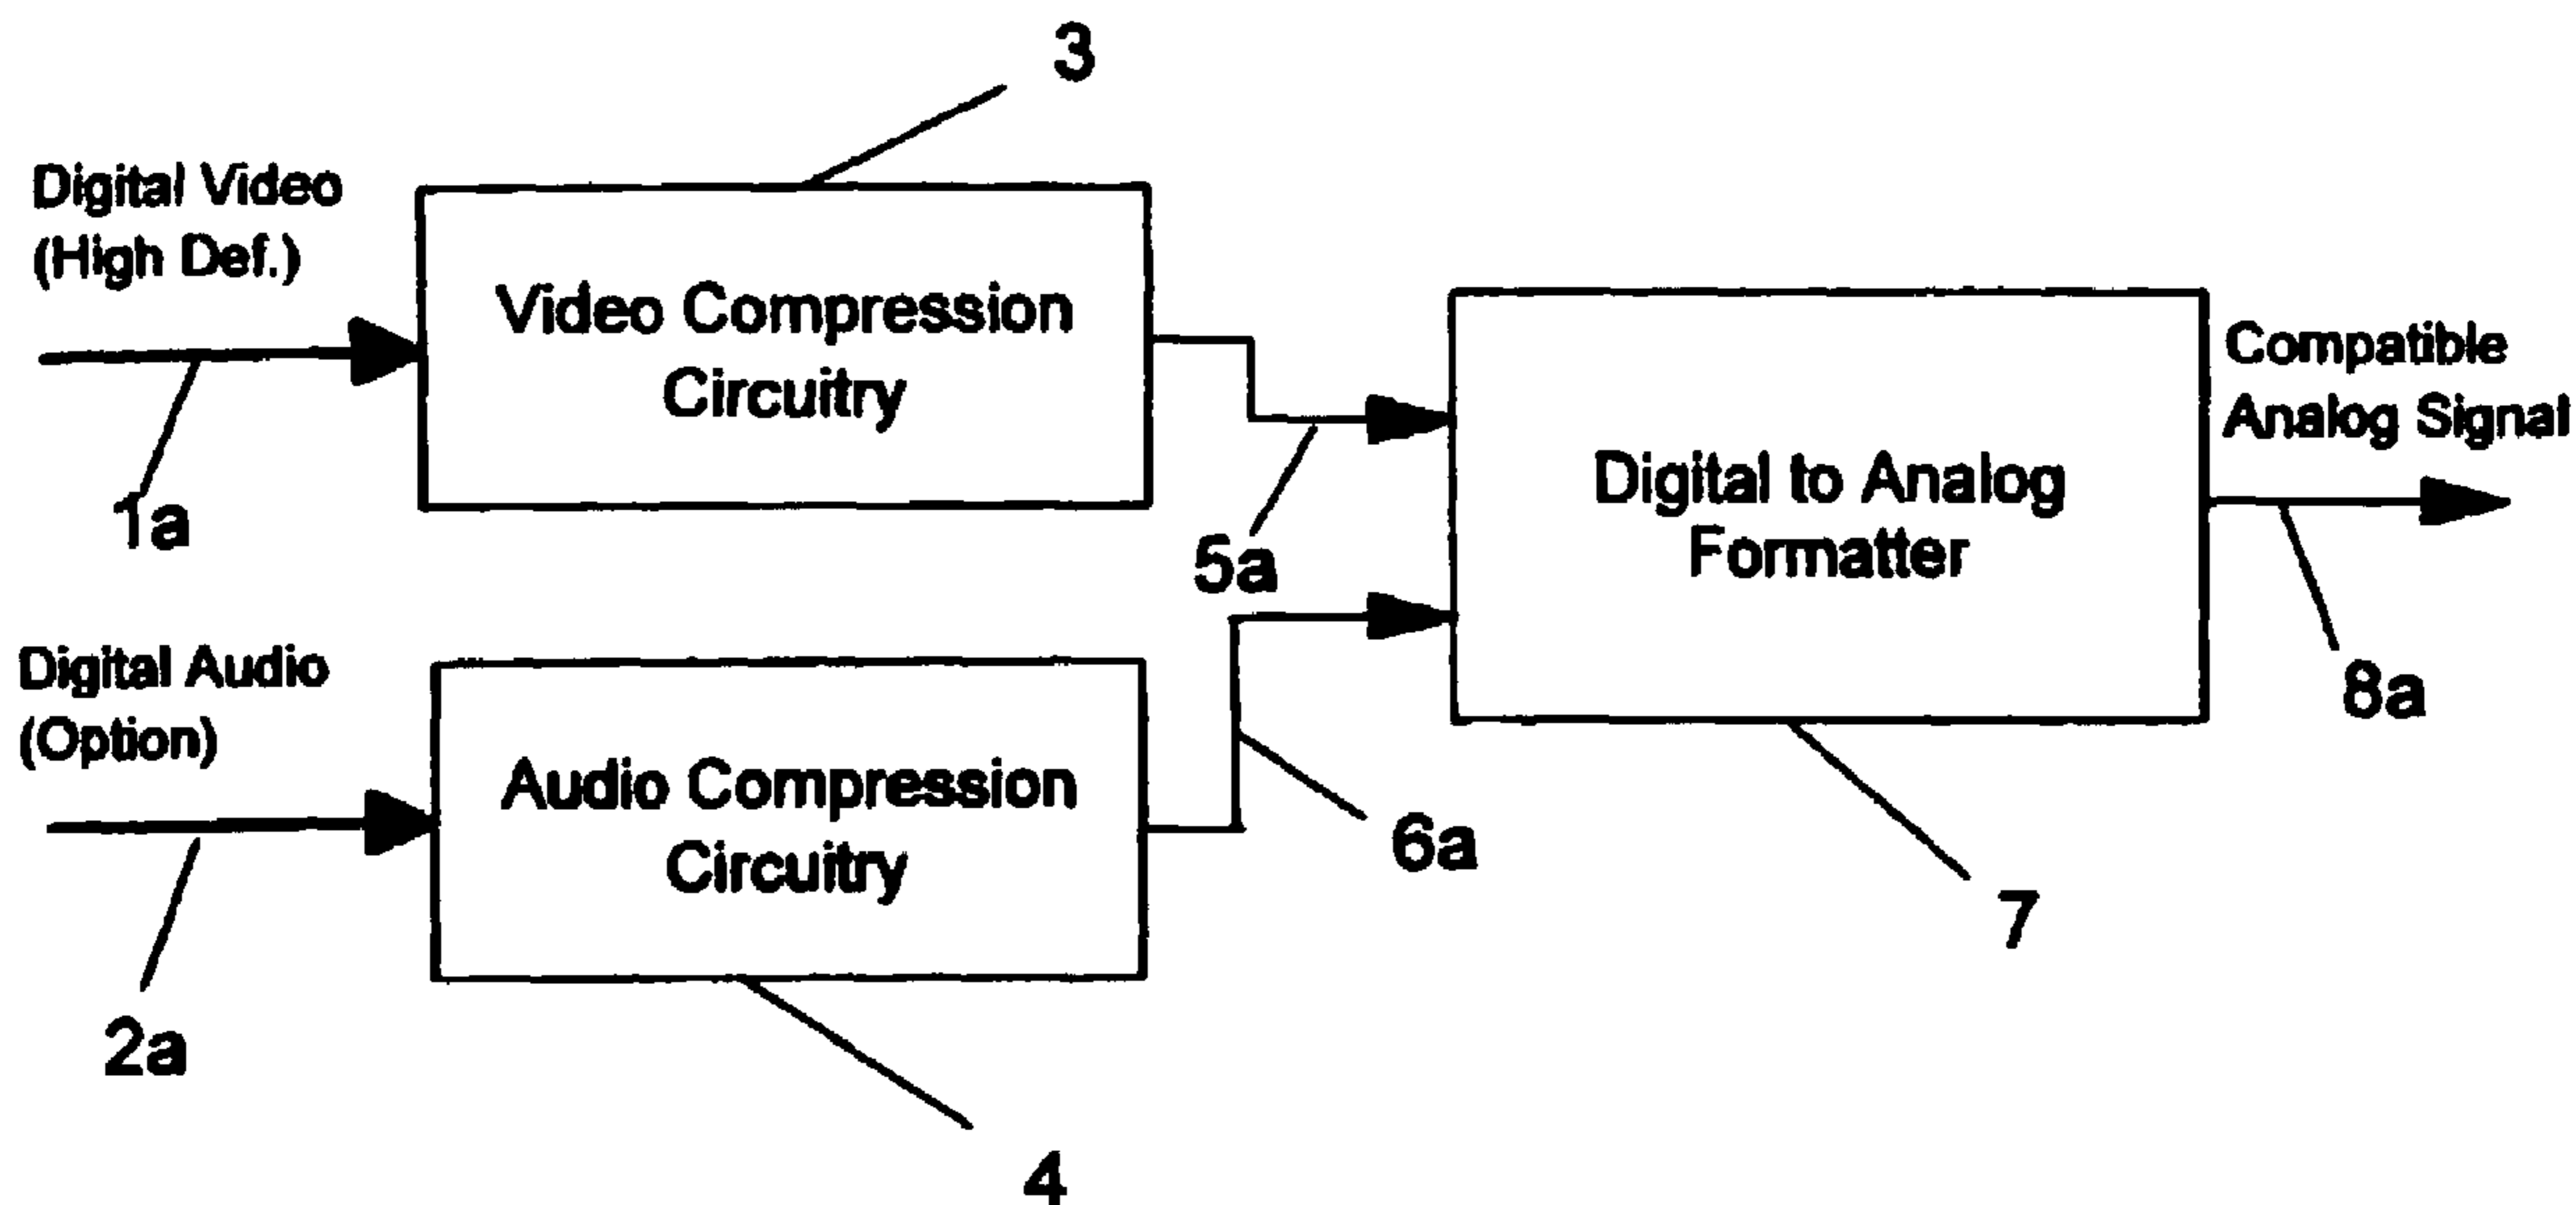 3
Digital Video
(High Def.)
Video Compression
Circuitry
1a
5a
Digital to Analog
Formatter
Compatible
Analog Signal
8a
Digital Audio
(Option)
Audio Compression
Circuitry
2a
6a
7
4